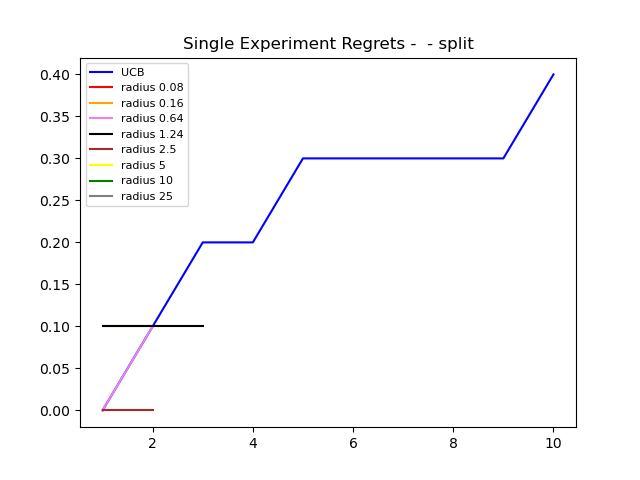 Single Experiment Regrets -  - split
UCB
radius 0.08
radius 0.16
radius 0.64
radius 1.24
radius 2.5
radius 5
radius 10
radius 25
0.40
0.35
0.30
0.25
0.20
0.15
0.10
0.05
0.00
2 4 6 8 10